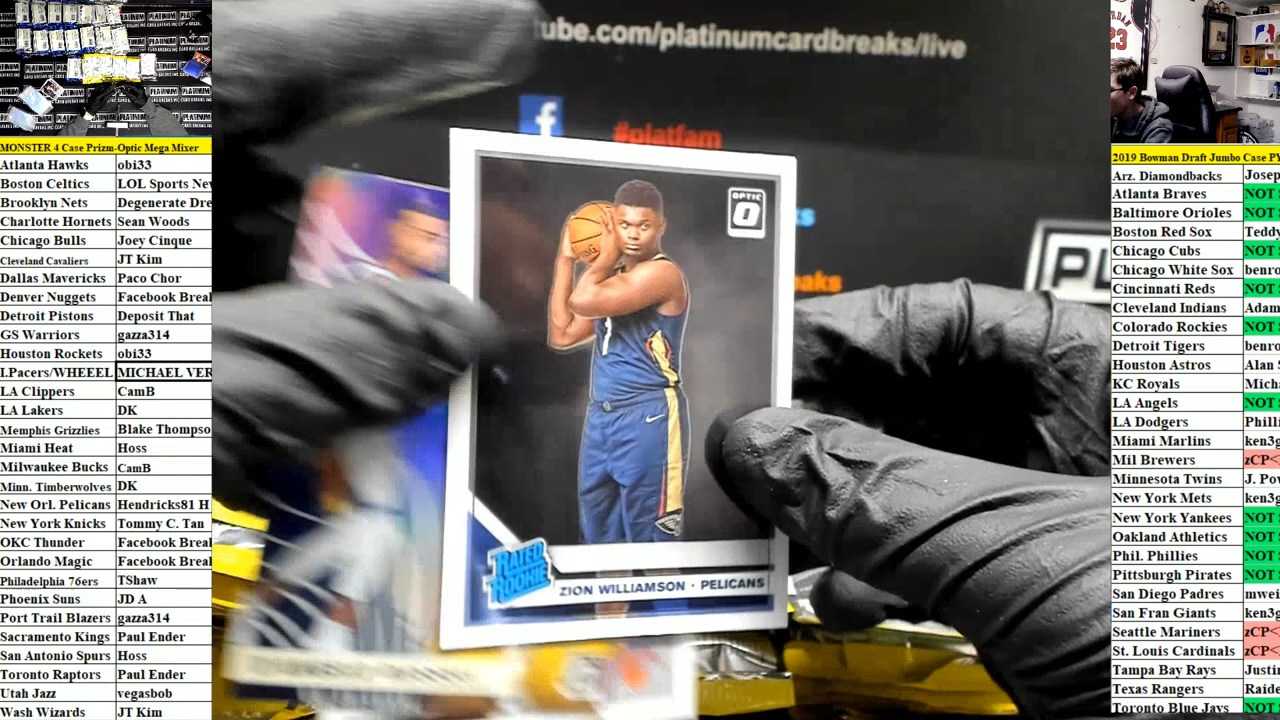 tube.com/platinumcardbreaks/live
#platfam
OPTIC
RATED
ROOKIE
ZION WILLIAMSON · PELICANS
MONSTER 4 Case Prizm-Optic Mega Mixer
Atlanta Hawks obi33
Boston Celtics LOL Sports Nev
Brooklyn Nets Degenerate Dre
Charlotte Hornets Sean Woods
Chicago Bulls Joey Cinque
Cleveland Cavaliers JT Kim
Dallas Mavericks Paco Chor
Denver Nuggets Facebook Brea
Detroit Pistons Deposit That
GS Warriors gazza314
Houston Rockets obi33
I.Pacers/WHEEEL MICHAEL VER
LA Clippers CamB
LA Lakers DK
Memphis Grizzlies Blake Thompso
Miami Heat Hoss
Milwaukee Bucks CamB
Minn. Timberwolves DK
New Orl. Pelicans Hendricks81 H
New York Knicks Tommy C. Tan
OKC Thunder Facebook Brea
Orlando Magic Facebook Brea
Philadelphia 76ers TShaw
Phoenix Suns JD A
Port Trail Blazers gazza314
Sacramento Kings Paul Ender
San Antonio Spurs Hoss
Toronto Raptors Paul Ender
Utah Jazz vegasbob
Wash Wizards JT Kim
2019 Bowman Draft Jumbo Case PY
Arz. Diamondbacks Josep
Atlanta Braves NOT
Baltimore Orioles NOT
Boston Red Sox Teddy
Chicago Cubs NOT
Chicago White Sox benro
Cincinnati Reds NOT
Cleveland Indians Adam
Colorado Rockies NOT
Detroit Tigers benro
Houston Astros Alan S
KC Royals Micha
LA Angels NOT
LA Dodgers Philli
Miami Marlins ken3g
Mil Brewers zCP<
Minnesota Twins J. Pov
New York Mets ken3g
New York Yankees NOT
Oakland Athletics NOT
Phil. Phillies NOT
Pittsburgh Pirates NOT
San Diego Padres mwei
San Fran Giants ken3g
Seattle Mariners zCP<
St. Louis Cardinals zCP<
Tampa Bay Rays Justin
Texas Rangers Raide
Toronto Blue Jays NOT